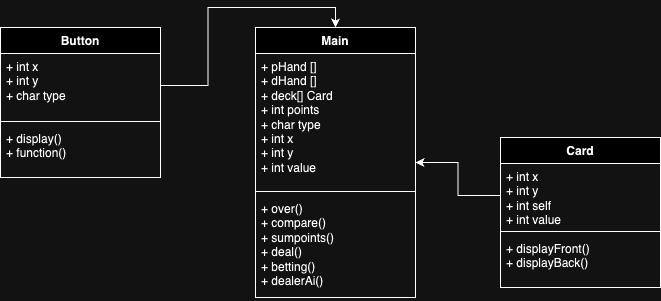 Button
+ int x
+ int y
+ char type
+ display()
+ function()
Main
+ pHand []
+ dHand []
+ deck[] Card
+ int points
+ char type
+ int x
+ int y
+ int value
+ over()
+ compare()
+ sumpoints()
+ deal()
+ betting()
+ dealerAi()
Card
+ int x
+ int y
+ int self
+ int value
+ displayFront()
+ displayBack()